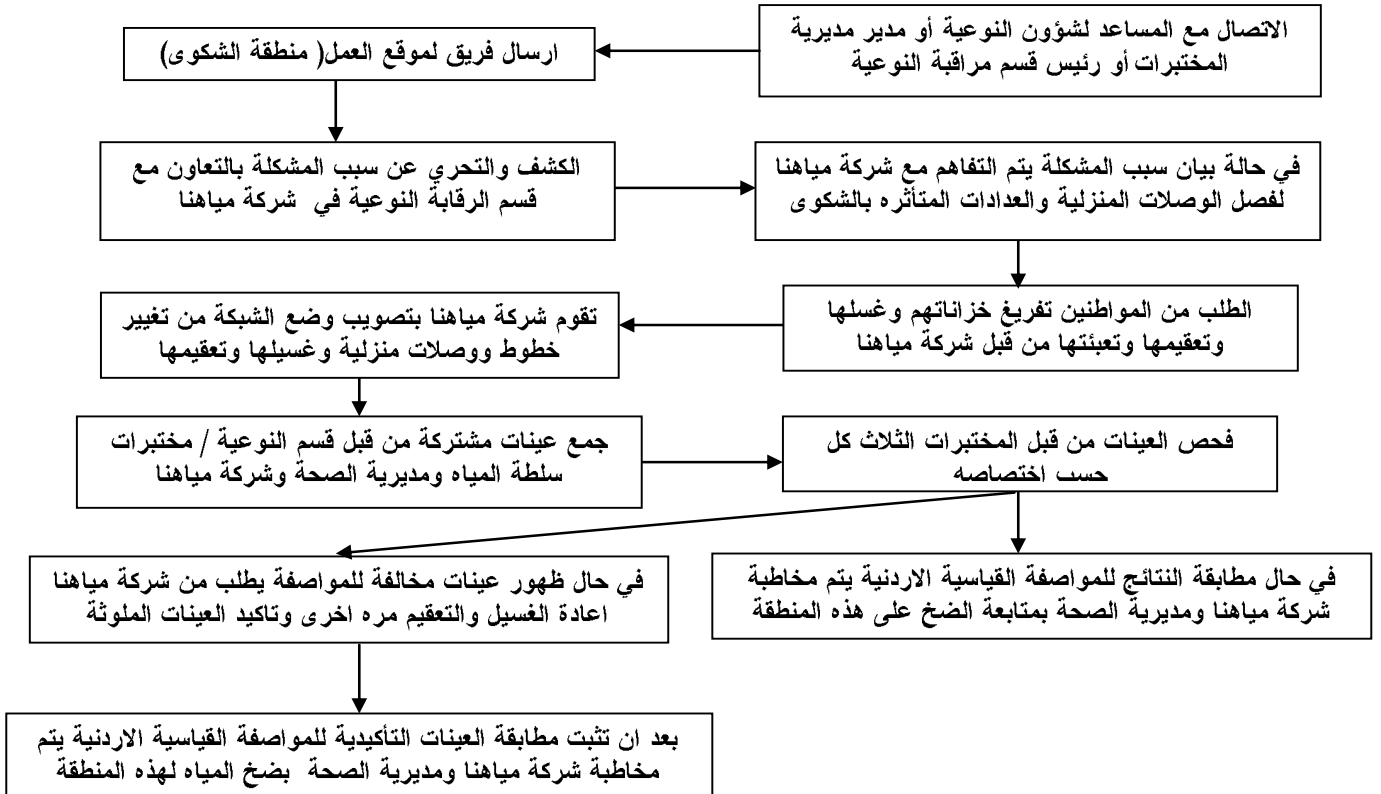 الاتصال مع المساعد لشؤون النوعية أو مدير مديرية
المختبرات أو رئيس قسم مراقبة النوعية
ارسال فريق لموقع العمل( منطقة الشكوى)
الكشف والتحري عن سبب المشكلة بالتعاون مع
قسم الرقابة النوعية في شركة مياهنا
في حالة بيان سبب المشكلة يتم التفاهم مع شركة مياهنا
لفصل الوصلات المنزلية والعدادات المتأثره بالشكوى
الطلب من المواطنين تفريغ خزاناتهم وغسلها
وتعقيمها وتعبئتها من قبل شركة مياهنا
تقوم شركة مياهنا بتصويب وضع الشبكة من تغيير
خطوط ووصلات منزلية وغسيلها وتعقيمها
جمع عينات مشتركة من قبل قسم النوعية / مختبرات
سلطة المياه ومديرية الصحة وشركة مياهنا
فحص العينات من قبل المختبرات الثلاث كل
حسب اختصاصه
في حال مطابقة النتائج للمواصفة القياسية الاردنية يتم مخاطبة
شركة مياهنا ومديرية الصحة بمتابعة الضخ على هذه المنطقة
في حال ظهور عينات مخالفة للمواصفة يطلب من شركة مياهنا
اعادة الغسيل والتعقيم مره اخرى وتاكيد العينات الملوثة
بعد ان تثبت مطابقة العينات التأكيدية للمواصفة القياسية الاردنية يتم
مخاطبة شركة مياهنا ومديرية الصحة بضخ المياه لهذه المنطقة